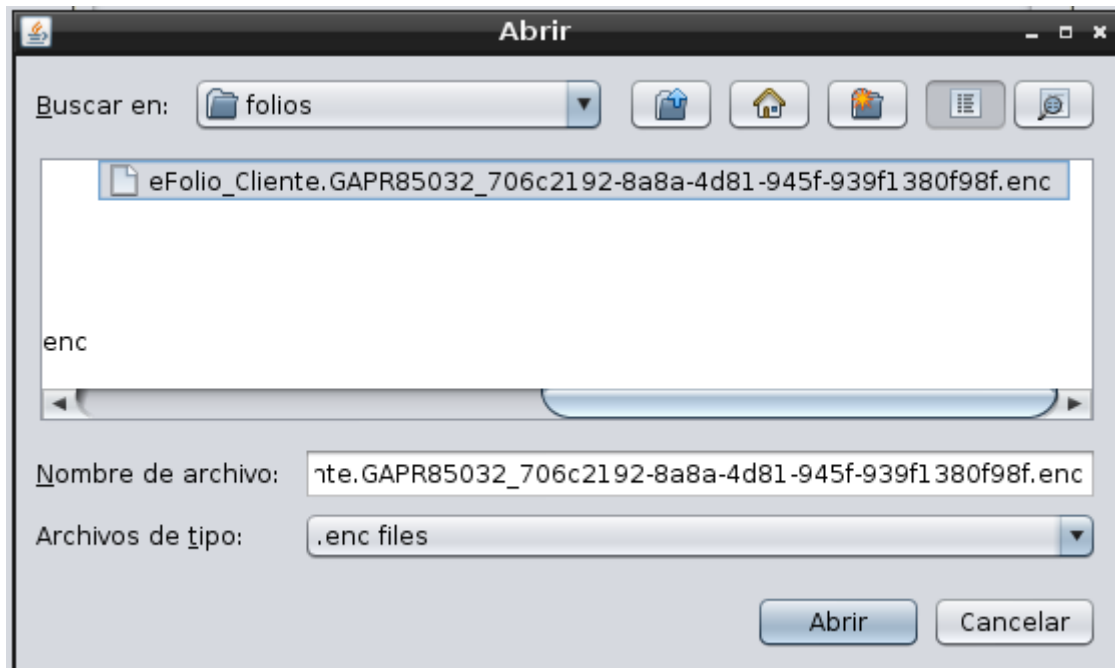 Abrir
Buscar en: folios
eFolio_Cliente.GAPR85032_706c2192-8a8a-4d81-945f-939f1380f98f.enc
enc
Nombre de archivo: nte.GAPR85032_706c2192-8a8a-4d81-945f-939f1380f98f.enc
Archivos de tipo: .enc files
Abrir Cancelar